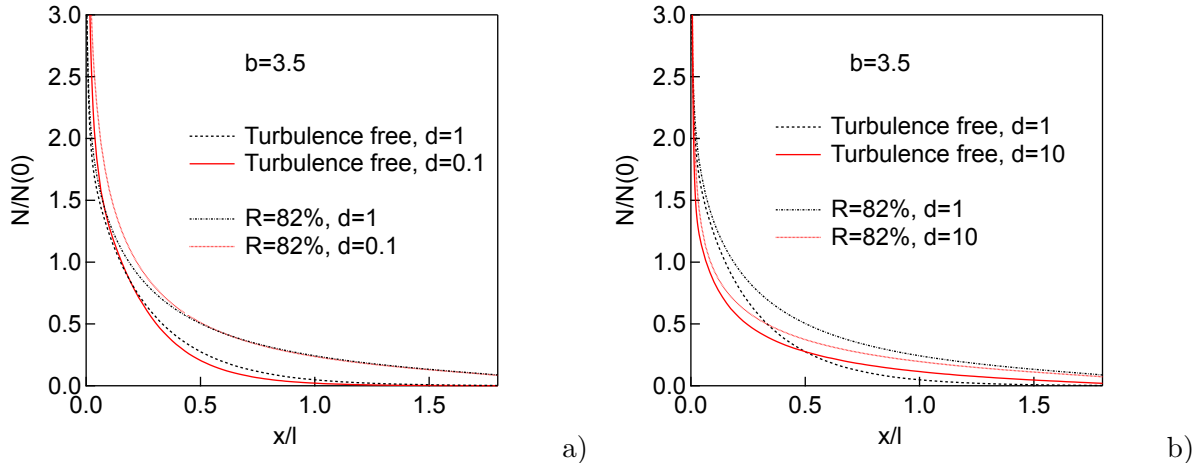 3.0
2.5
2.0
1.5
1.0
0.5
0.0
N/N(0)
b=3.5
Turbulence free, d=1
Turbulence free, d=0.1
R=82%, d=1
R=82%, d=0.1
0.0 0.5 1.0 1.5
x/l
a)
3.0
2.5
2.0
1.5
1.0
0.5
0.0
N/N(0)
b=3.5
Turbulence free, d=1
Turbulence free, d=10
R=82%, d=1
R=82%, d=10
0.0 0.5 1.0 1.5
x/l
b)